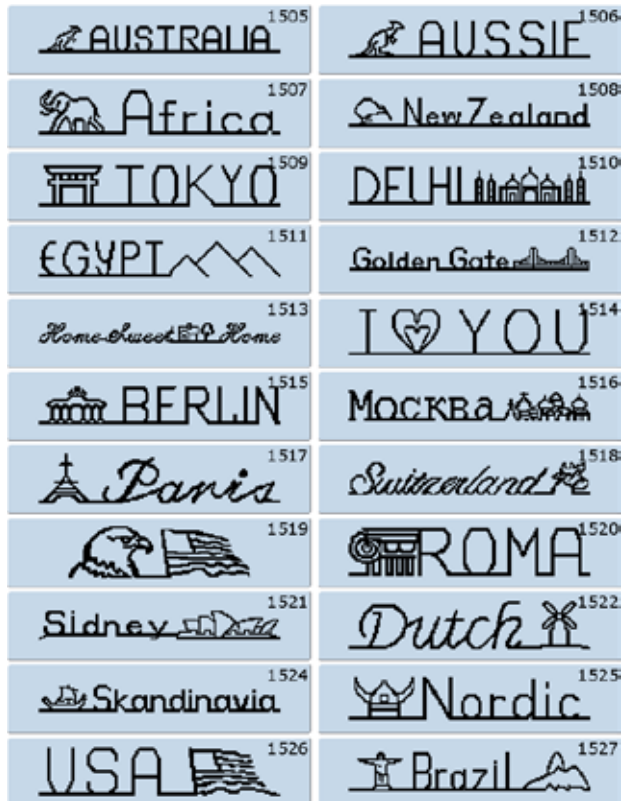 1505
AUSTRALIA
1506
AUSSIE
1507
Africa
1508
New Zealand
1509
TOKYO
1510
DELHI
1511
EGYPT
1512
Golden Gate
1513
Home Sweet Home
1514
I YOU
1515
BERLIN
1516
Москва
1517
Paris
1518
Switzerland
1519
1520
ROMA
1521
Sidney
1522
Dutch
1524
Skandinavia
1525
Nordic
1526
USA
1527
Brazil